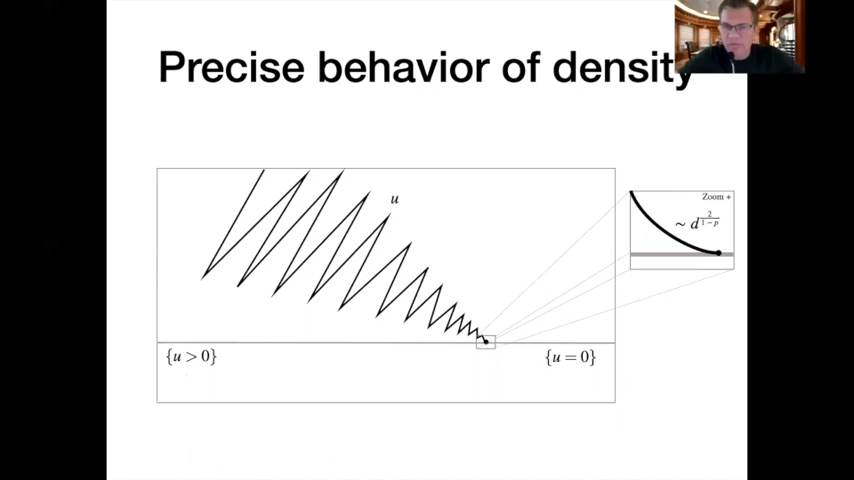 Precise behavior of density
u
Zoom +
∼ d^{2/(1−p)}
{u > 0}
{u = 0}